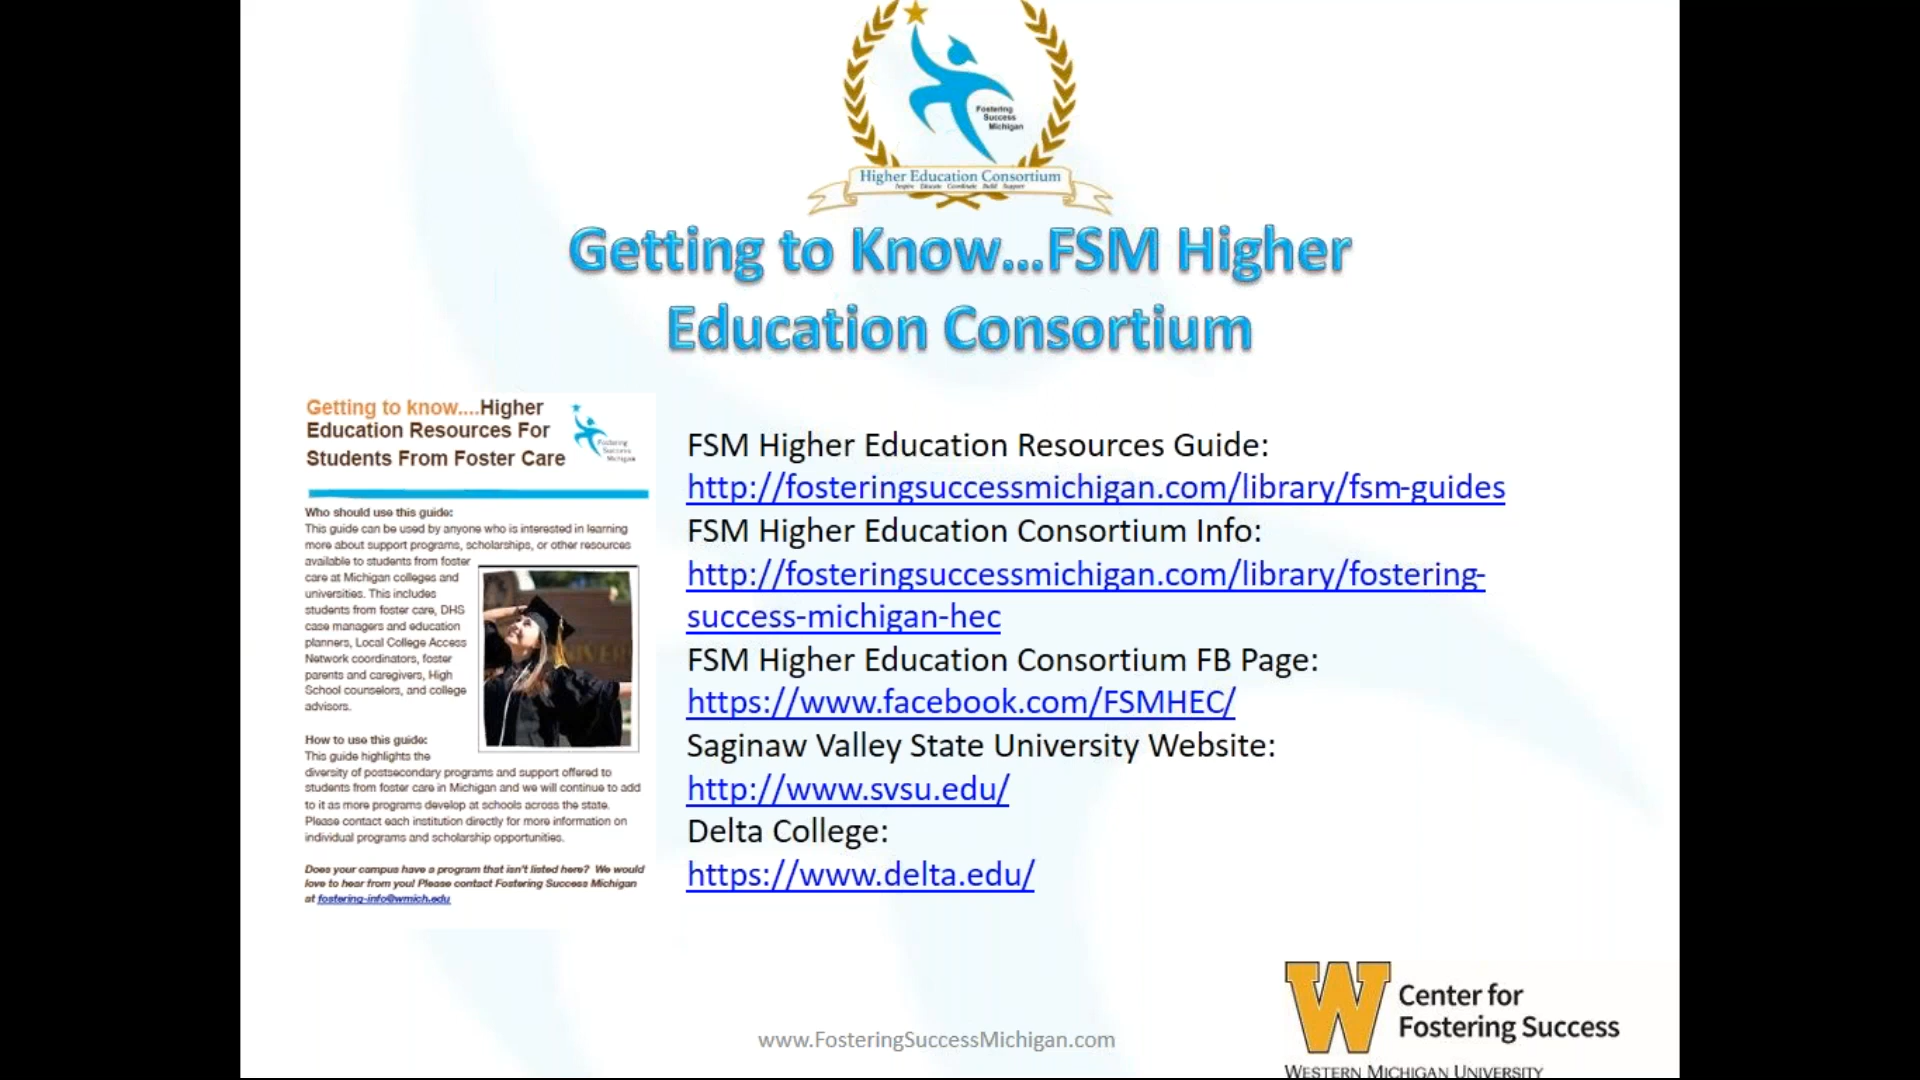 Fostering
Success
Michigan
Higher Education Consortium
Inspire Educate Coordinate Build Support
Getting to Know...FSM Higher
Education Consortium
Getting to know....Higher
Education Resources For
Students From Foster Care
Fostering
Success
Michigan
Who should use this guide:
This guide can be used by anyone who is interested in learning
more about support programs, scholarships, or other resources
available to students from foster
care at Michigan colleges and
universities. This includes
students from foster care, DHS
case managers and education
planners, Local College Access
Network coordinators, foster
parents and caregivers, High
School counselors, and college
advisors.
How to use this guide:
This guide highlights the
diversity of postsecondary programs and support offered to
students from foster care in Michigan and we will continue to add
to it as more programs develop at schools across the state.
Please contact each institution directly for more information on
individual programs and scholarship opportunities.
Does your campus have a program that isn't listed here? We would
love to hear from you! Please contact Fostering Success Michigan
at fostering-info@wmich.edu
FSM Higher Education Resources Guide:
http://fosteringsuccessmichigan.com/library/fsm-guides
FSM Higher Education Consortium Info:
http://fosteringsuccessmichigan.com/library/fostering-
success-michigan-hec
FSM Higher Education Consortium FB Page:
https://www.facebook.com/FSMHEC/
Saginaw Valley State University Website:
http://www.svsu.edu/
Delta College:
https://www.delta.edu/
www.FosteringSuccessMichigan.com
W
Center for
Fostering Success
WESTERN MICHIGAN UNIVERSITY